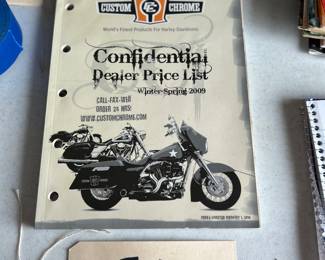 CUSTOM CHROME
World's Finest Products For Harley-Davidsons
Confidential
Dealer Price List
Winter-Spring 2009
CALL-FAX-WEB
ORDER 24 HRS!
WWW.CUSTOMCHROME.COM